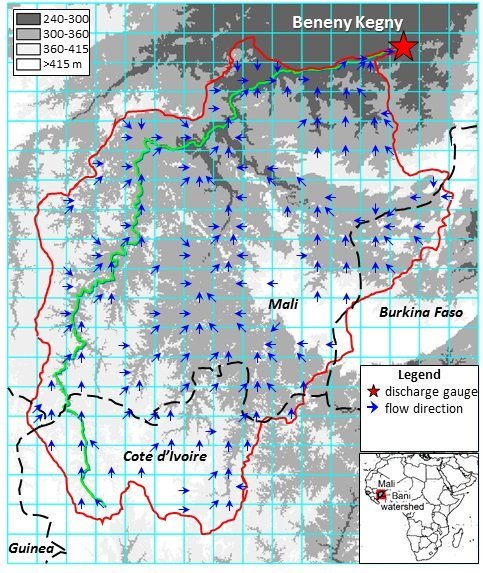 Beneny Kegny
240-300
300-360
360-415
>415 m
Mali
Burkina Faso
Legend
discharge gauge
flow direction
Coté d'Ivoire
Mali
Bani
watershed
Guinea